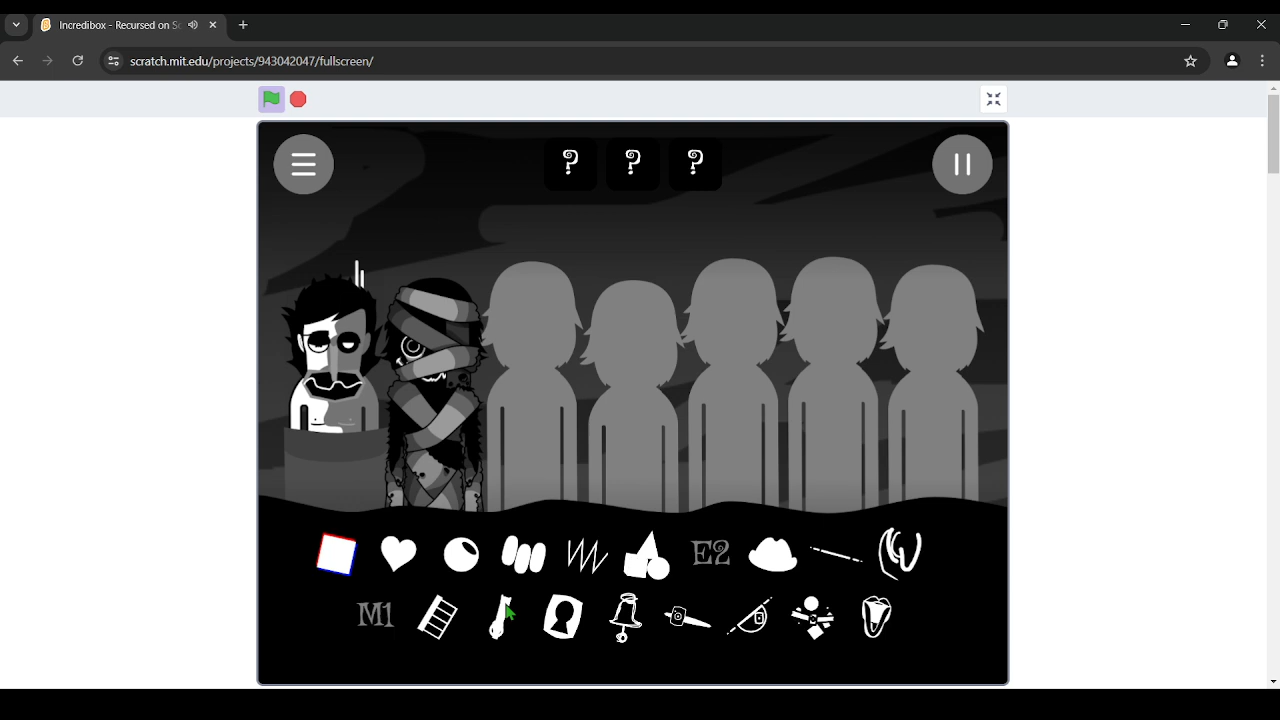 Incredibox - Recursed on Sc
scratch.mit.edu/projects/943042047/fullscreen/
? ? ?
E2
M1